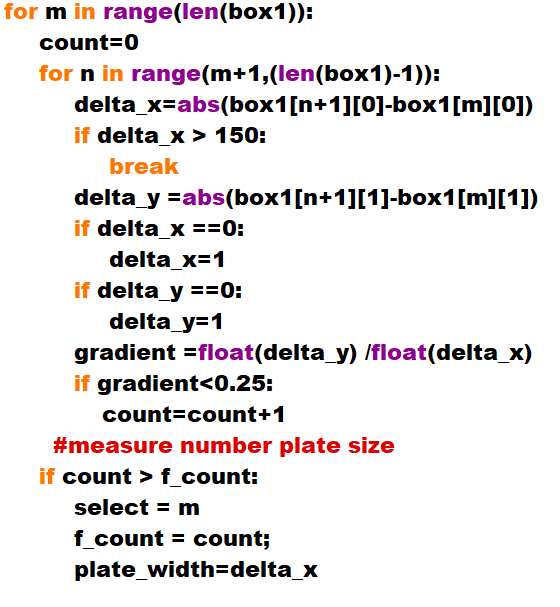 for m in range(len(box1)):
count=0
for n in range(m+1,(len(box1)-1)):
delta_x=abs(box1[n+1][0]-box1[m][0])
if delta_x > 150:
break
delta_y =abs(box1[n+1][1]-box1[m][1])
if delta_x ==0:
delta_x=1
if delta_y ==0:
delta_y=1
gradient =float(delta_y) /float(delta_x)
if gradient<0.25:
count=count+1
#measure number plate size
if count > f_count:
select = m
f_count = count;
plate_width=delta_x